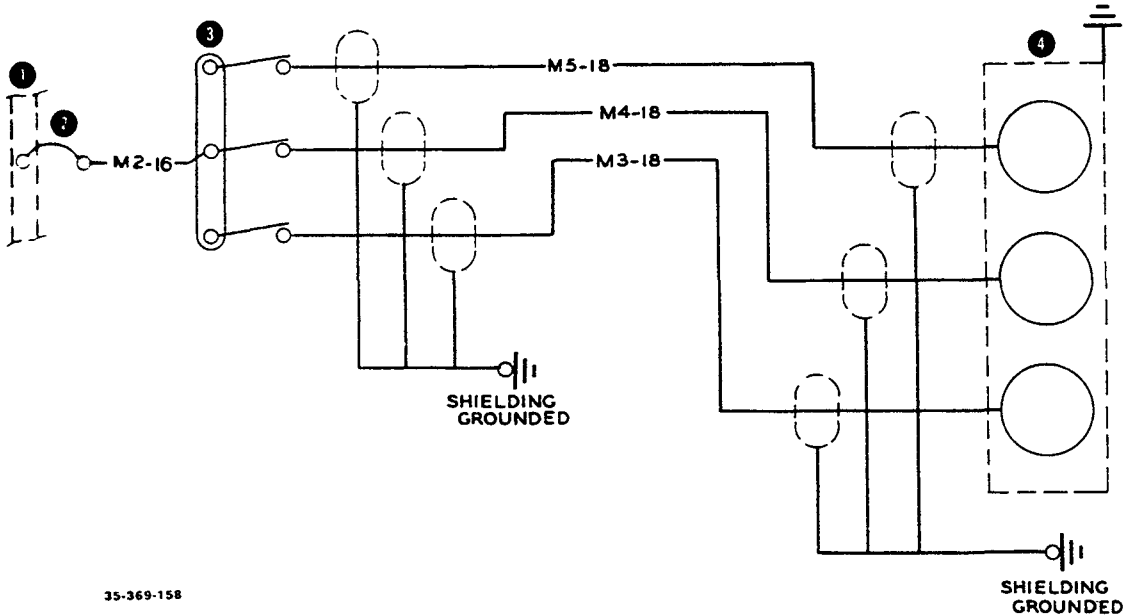 1
2
3
4
M5-18
M4-18
M2-16
M3-18
SHIELDING
GROUNDED
SHIELDING
GROUNDED
35-369-158